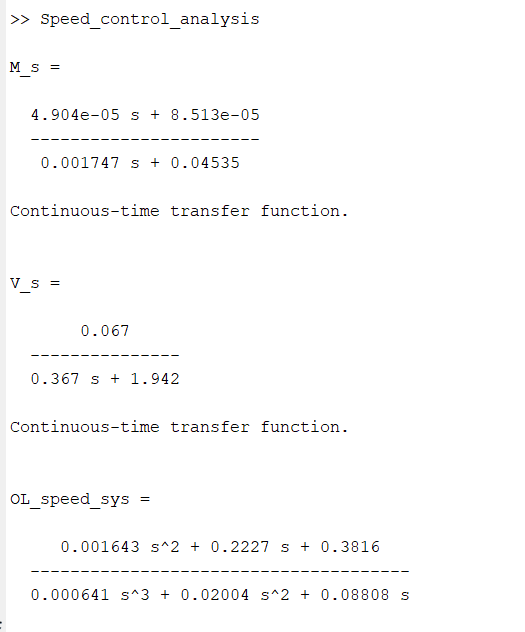 >> Speed_control_analysis
M_s =
4.904e-05 s + 8.513e-05
-----------------------
0.001747 s + 0.04535
Continuous-time transfer function.
V_s =
0.067
---------------
0.367 s + 1.942
Continuous-time transfer function.
OL_speed_sys =
0.001643 s^2 + 0.2227 s + 0.3816
--------------------------------------
0.000641 s^3 + 0.02004 s^2 + 0.08808 s